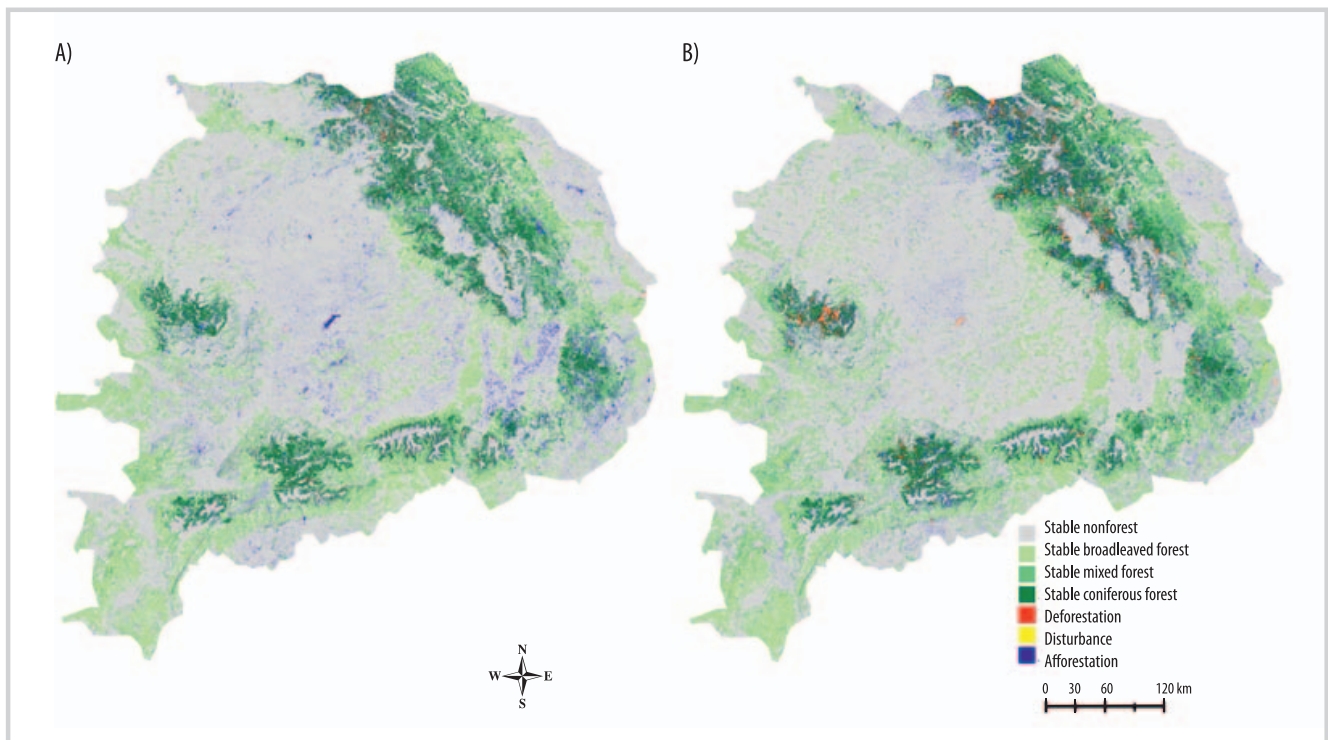 A)
B)
Stable nonforest
Stable broadleaved forest
Stable mixed forest
Stable coniferous forest
Deforestation
Disturbance
Afforestation
N
W E
S
0 30 60 120 km